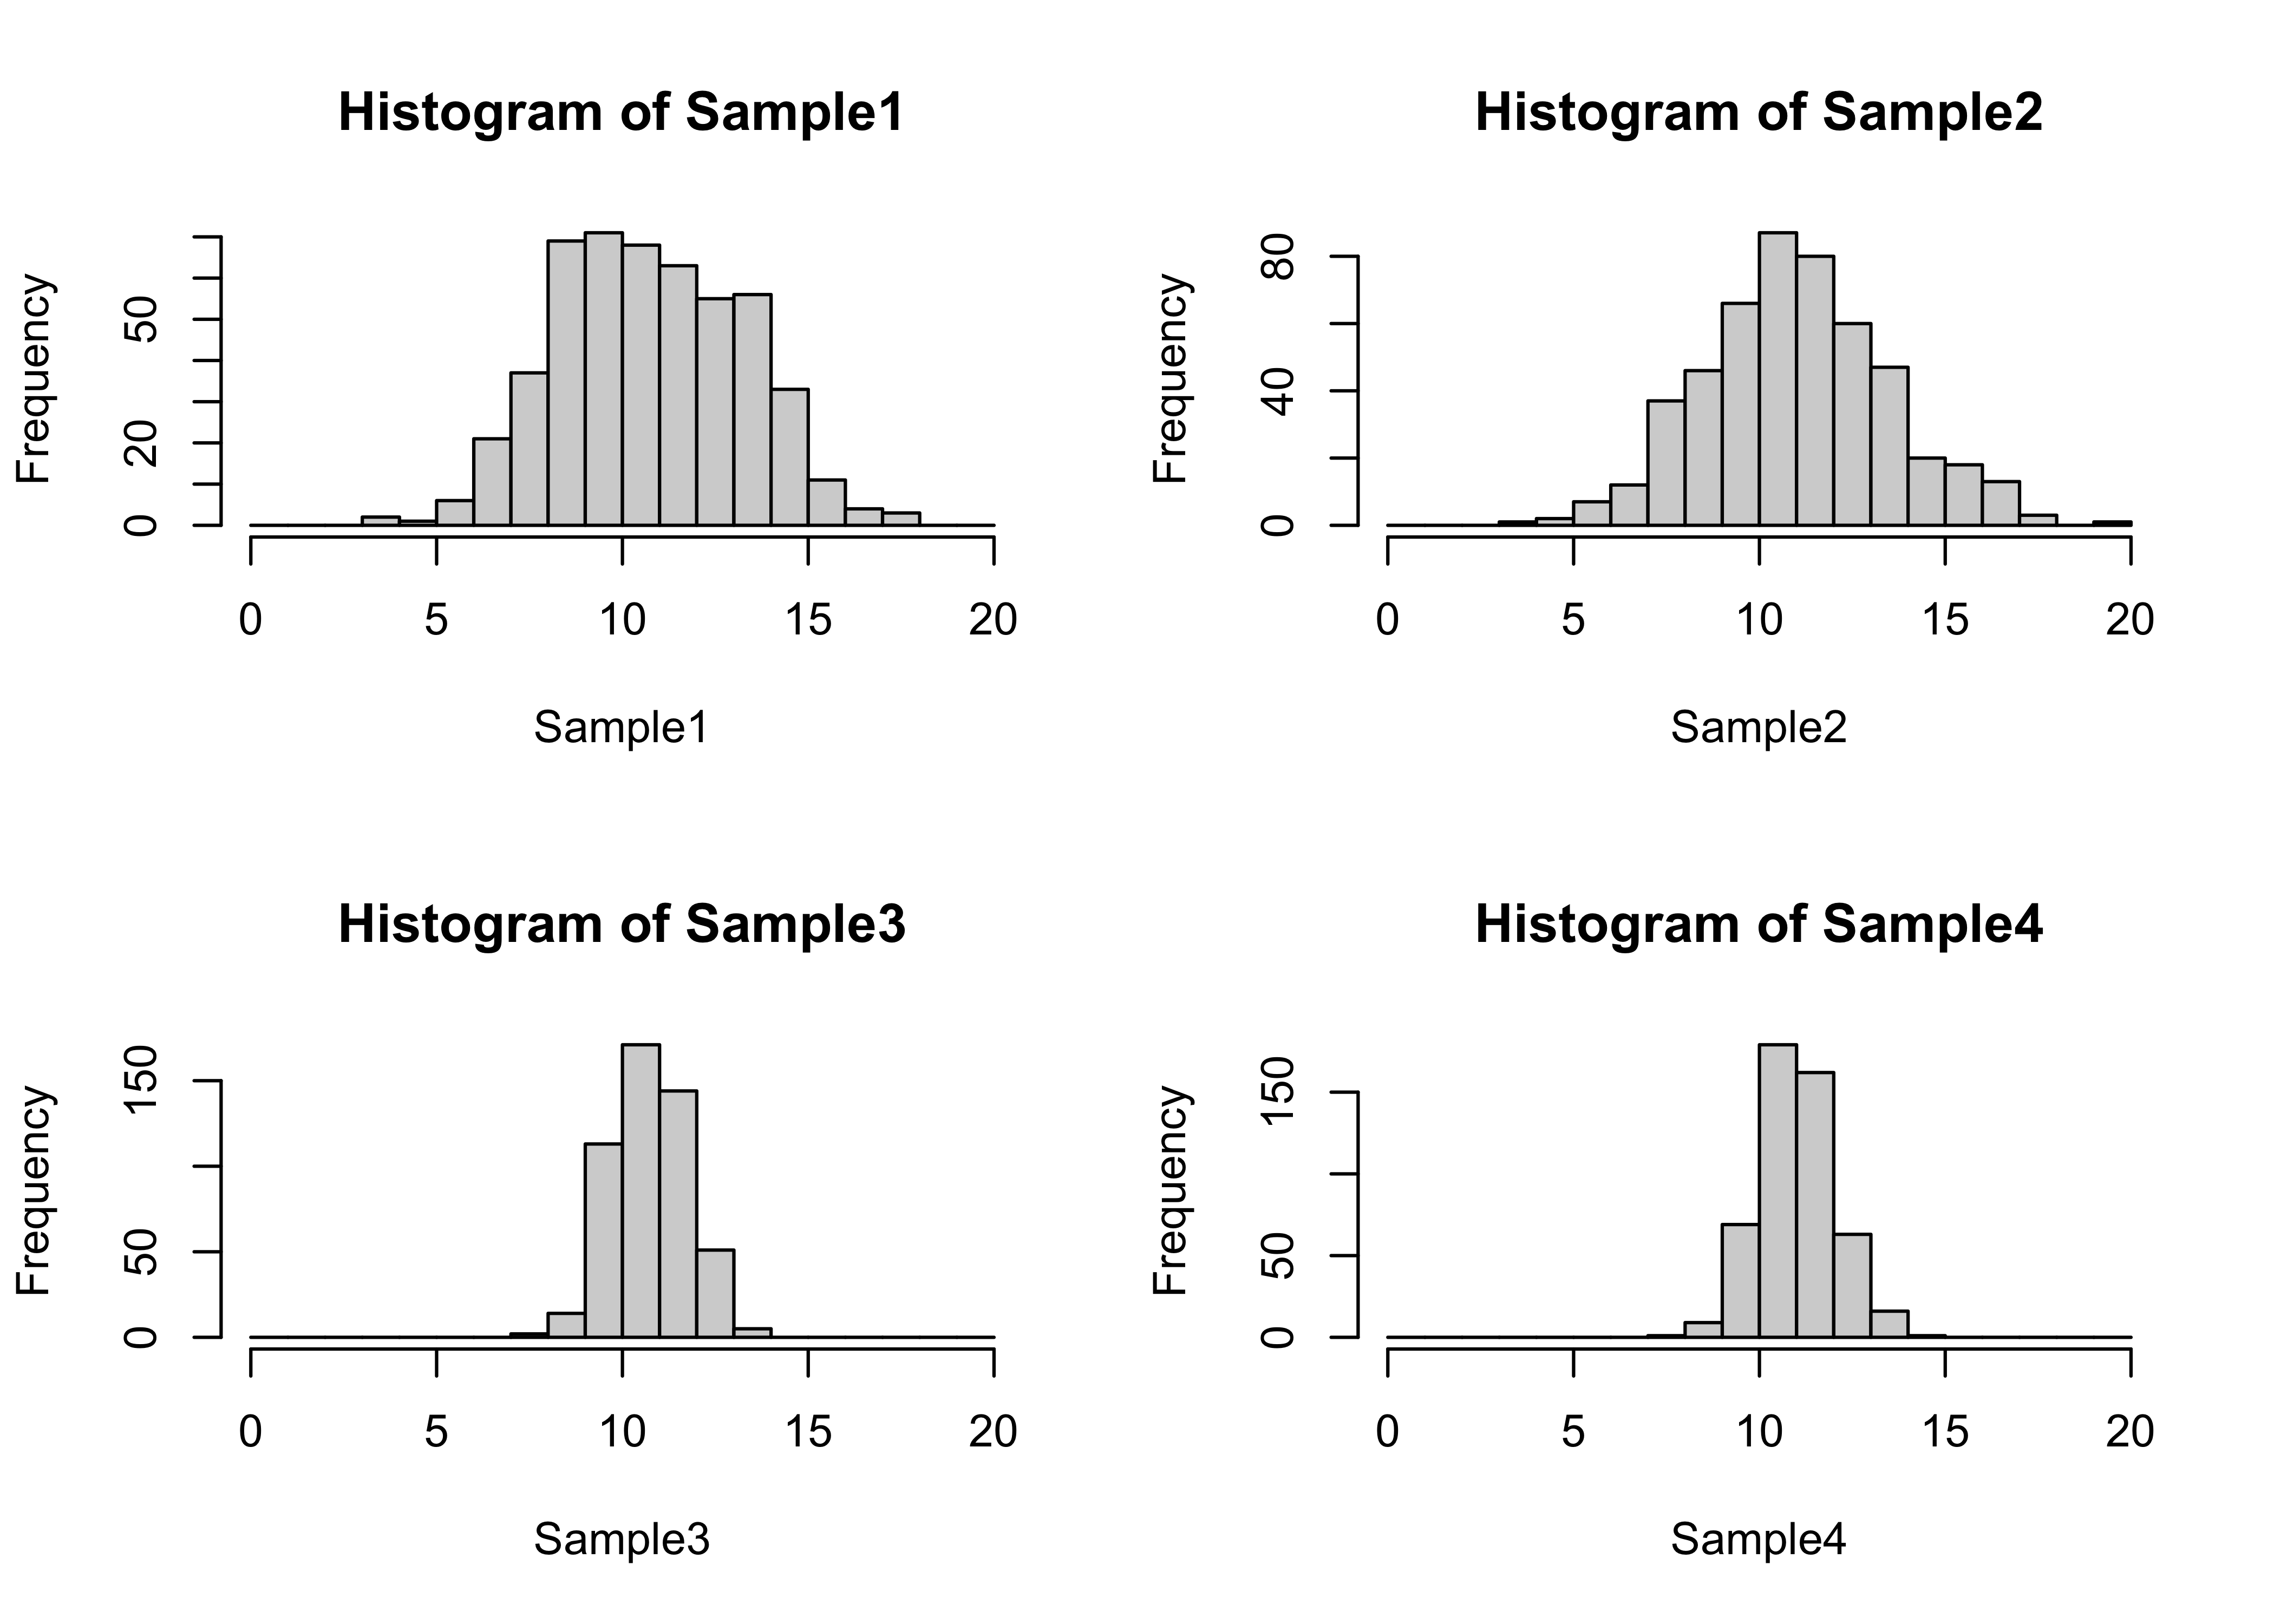 Histogram of Sample1
Frequency
0 20 50
0 5 10 15 20
Sample1
Histogram of Sample2
Frequency
0 40 80
0 5 10 15 20
Sample2
Histogram of Sample3
Frequency
0 50 150
0 5 10 15 20
Sample3
Histogram of Sample4
Frequency
0 50 150
0 5 10 15 20
Sample4